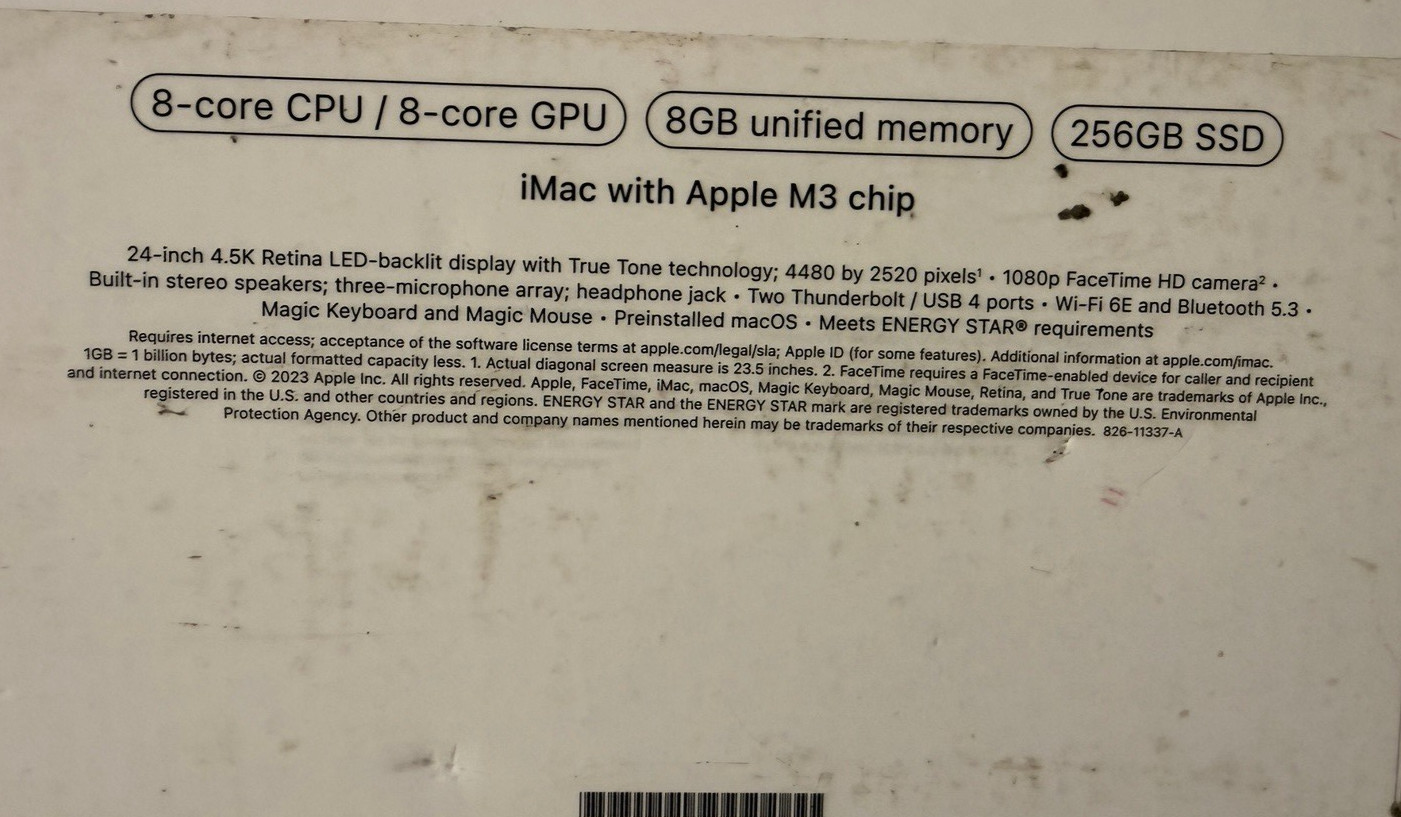 8-core CPU / 8-core GPU 8GB unified memory 256GB SSD
iMac with Apple M3 chip
24-inch 4.5K Retina LED-backlit display with True Tone technology; 4480 by 2520 pixels¹ • 1080p FaceTime HD camera² •
Built-in stereo speakers; three-microphone array; headphone jack • Two Thunderbolt / USB 4 ports • Wi-Fi 6E and Bluetooth 5.3 •
Magic Keyboard and Magic Mouse • Preinstalled macOS • Meets ENERGY STAR® requirements
Requires internet access; acceptance of the software license terms at apple.com/legal/sla; Apple ID (for some features). Additional information at apple.com/imac.
1GB = 1 billion bytes; actual formatted capacity less. 1. Actual diagonal screen measure is 23.5 inches. 2. FaceTime requires a FaceTime-enabled device for caller and recipient
and internet connection. © 2023 Apple Inc. All rights reserved. Apple, FaceTime, iMac, macOS, Magic Keyboard, Magic Mouse, Retina, and True Tone are trademarks of Apple Inc.,
registered in the U.S. and other countries and regions. ENERGY STAR and the ENERGY STAR mark are registered trademarks owned by the U.S. Environmental
Protection Agency. Other product and company names mentioned herein may be trademarks of their respective companies. 826-11337-A